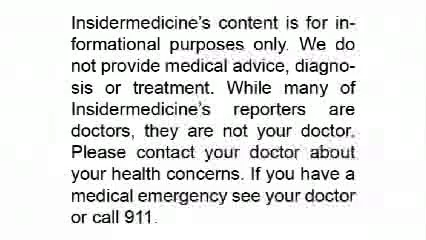 Insidermedicine's content is for in-
formational purposes only. We do
not provide medical advice, diagno-
sis or treatment. While many of
Insidermedicine's reporters are
doctors, they are not your doctor.
Please contact your doctor about
your health concerns. If you have a
medical emergency see your doctor
or call 911.